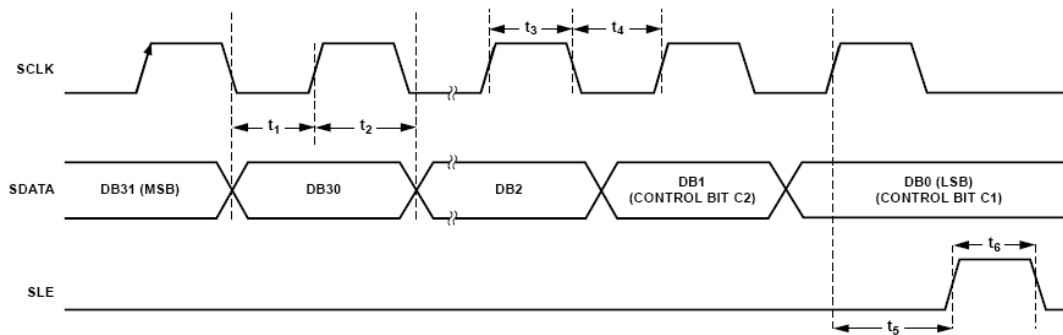 t3 t4
SCLK
t1 t2
DB31 (MSB) DB30 DB2 DB1 DB0 (LSB)
(CONTROL BIT C2) (CONTROL BIT C1)
SDATA
t6
SLE
t5